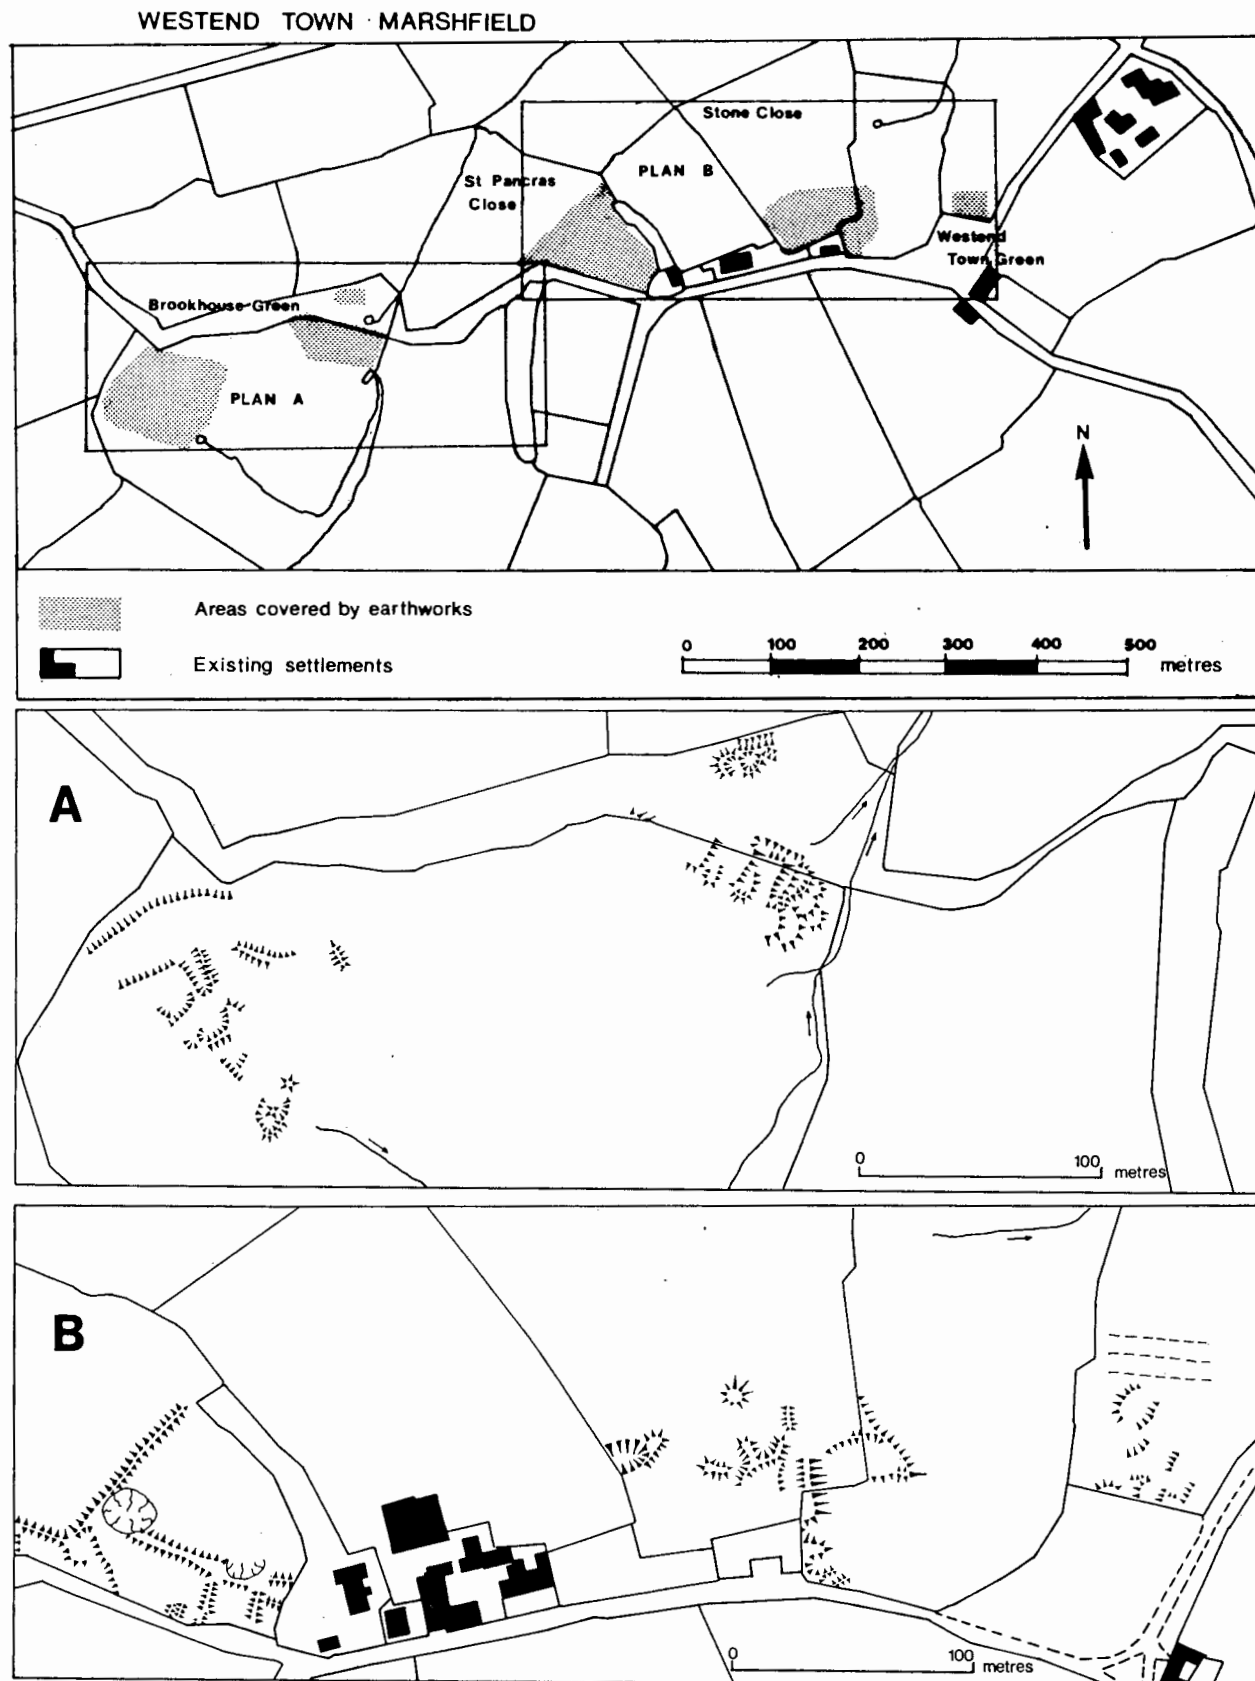 WESTEND TOWN MARSHFIELD
Stone Close
PLAN B
St Pancras
Close
Westend
Town Green
Brookhouse Green
PLAN A
N
Areas covered by earthworks
Existing settlements
0 100 200 300 400 500
metres
A
0 100 metres
B
0 100 metres